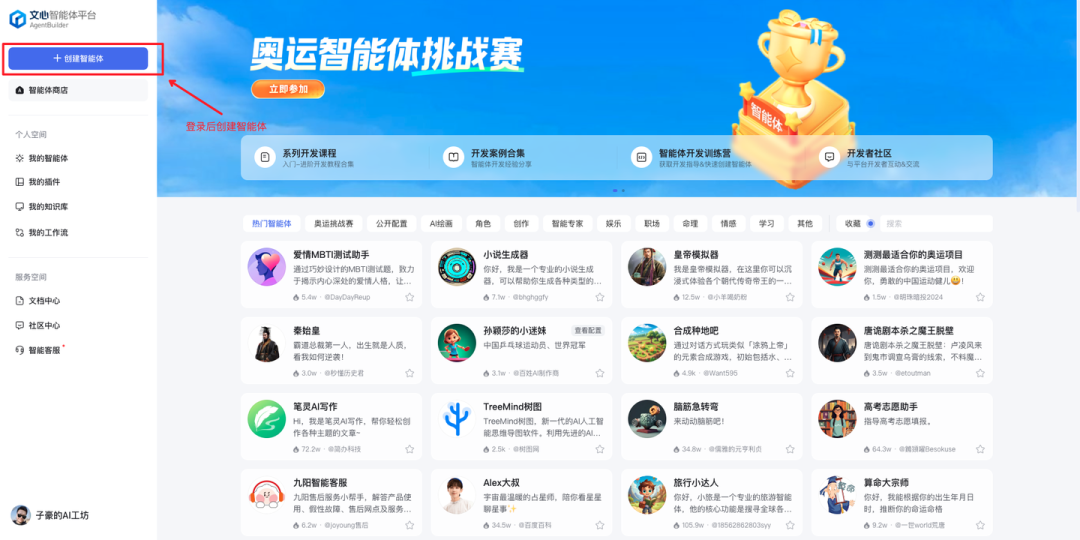 文心智能体平台
AgentBuilder
+ 创建智能体
智能体商店
个人空间
我的智能体
我的插件
我的知识库
我的工作流
服务空间
文档中心
社区中心
智能客服
子豪的AI工坊
登录后创建智能体
奥运智能体挑战赛
立即参加
智能体
系列开发课程
入门~进阶开发教程合集
开发案例合集
智能体开发经验分享
智能体开发训练营
获取开发指导&快速创建智能体
开发者社区
与平台开发者互动&交流
热门智能体 奥运挑战赛 公开配置 AI绘画 角色 创作 智能专家 娱乐 职场 命理 情感 学习 其他 收藏 搜索
爱情MBTI测试助手
通过巧妙设计的MBTI测试题，致力
于揭示内心深处的爱情人格，让...
5.4w · @DayDayReup
小说生成器
你好，我是一个专业的小说生成
器，可以帮助你生成各种类型的...
7.1w · @bhghggfy
皇帝模拟器
我是皇帝模拟器，在这里你可以沉
浸式体验各个朝代传奇帝王的一...
12.5w · @小羊喝奶粉
测测最适合你的奥运项目
你好，我是测测最适合你的奥运项目，欢迎
你，勇敢的中国运动健儿😀！
1.5w · @明珠暗投2024
秦始皇
霸道总裁第一人，出生就是人质，
看我如何逆袭！
3.0w · @秒懂历史君
孙颖莎的小迷妹
查看配置
中国乒乓球运动员、世界冠军
3.1w · @百姓AI制作商
合成种地吧
通过对话方式玩类似「涂鸦上帝」
的元素合成游戏，初始包括水、...
4.9k · @Want595
唐诡剧本杀之魔王脱壁
唐诡剧本杀之魔王脱壁：卢凌风来
到鬼市调查乌膏的线索，不料魔...
3.5w · @etoutman
笔灵AI写作
Hi，我是笔灵AI写作，帮你轻松创
作各种主题的文章~
72.2w · @简办科技
TreeMind树图
TreeMind树图，新一代的AI人工智
能思维导图软件。利用先进的AI...
2.5k · @树图网
脑筋急转弯
来动动脑筋吧！
34.8w · @儒雅的元亨利贞
高考志愿助手
指导高考志愿填报。
64.3w
九阳智能客服
九阳售后服务小帮手，解答产品使
用、假性故障、售后网点及服务...
6.2w · @joyoung售后
Alex大叔
宇宙最温暖的占星师，陪你看星星
聊星事✨
34.5w · @百度百科
旅行小达人
你好，小旅是一个专业的旅游智能
体，他的核心功能是搜寻全球各...
105.9w · @18562862803syy
算命大宗师
你好，我能根据你的出生年月日
时，推断你的命运命格
9.2w · @一世world荒唐